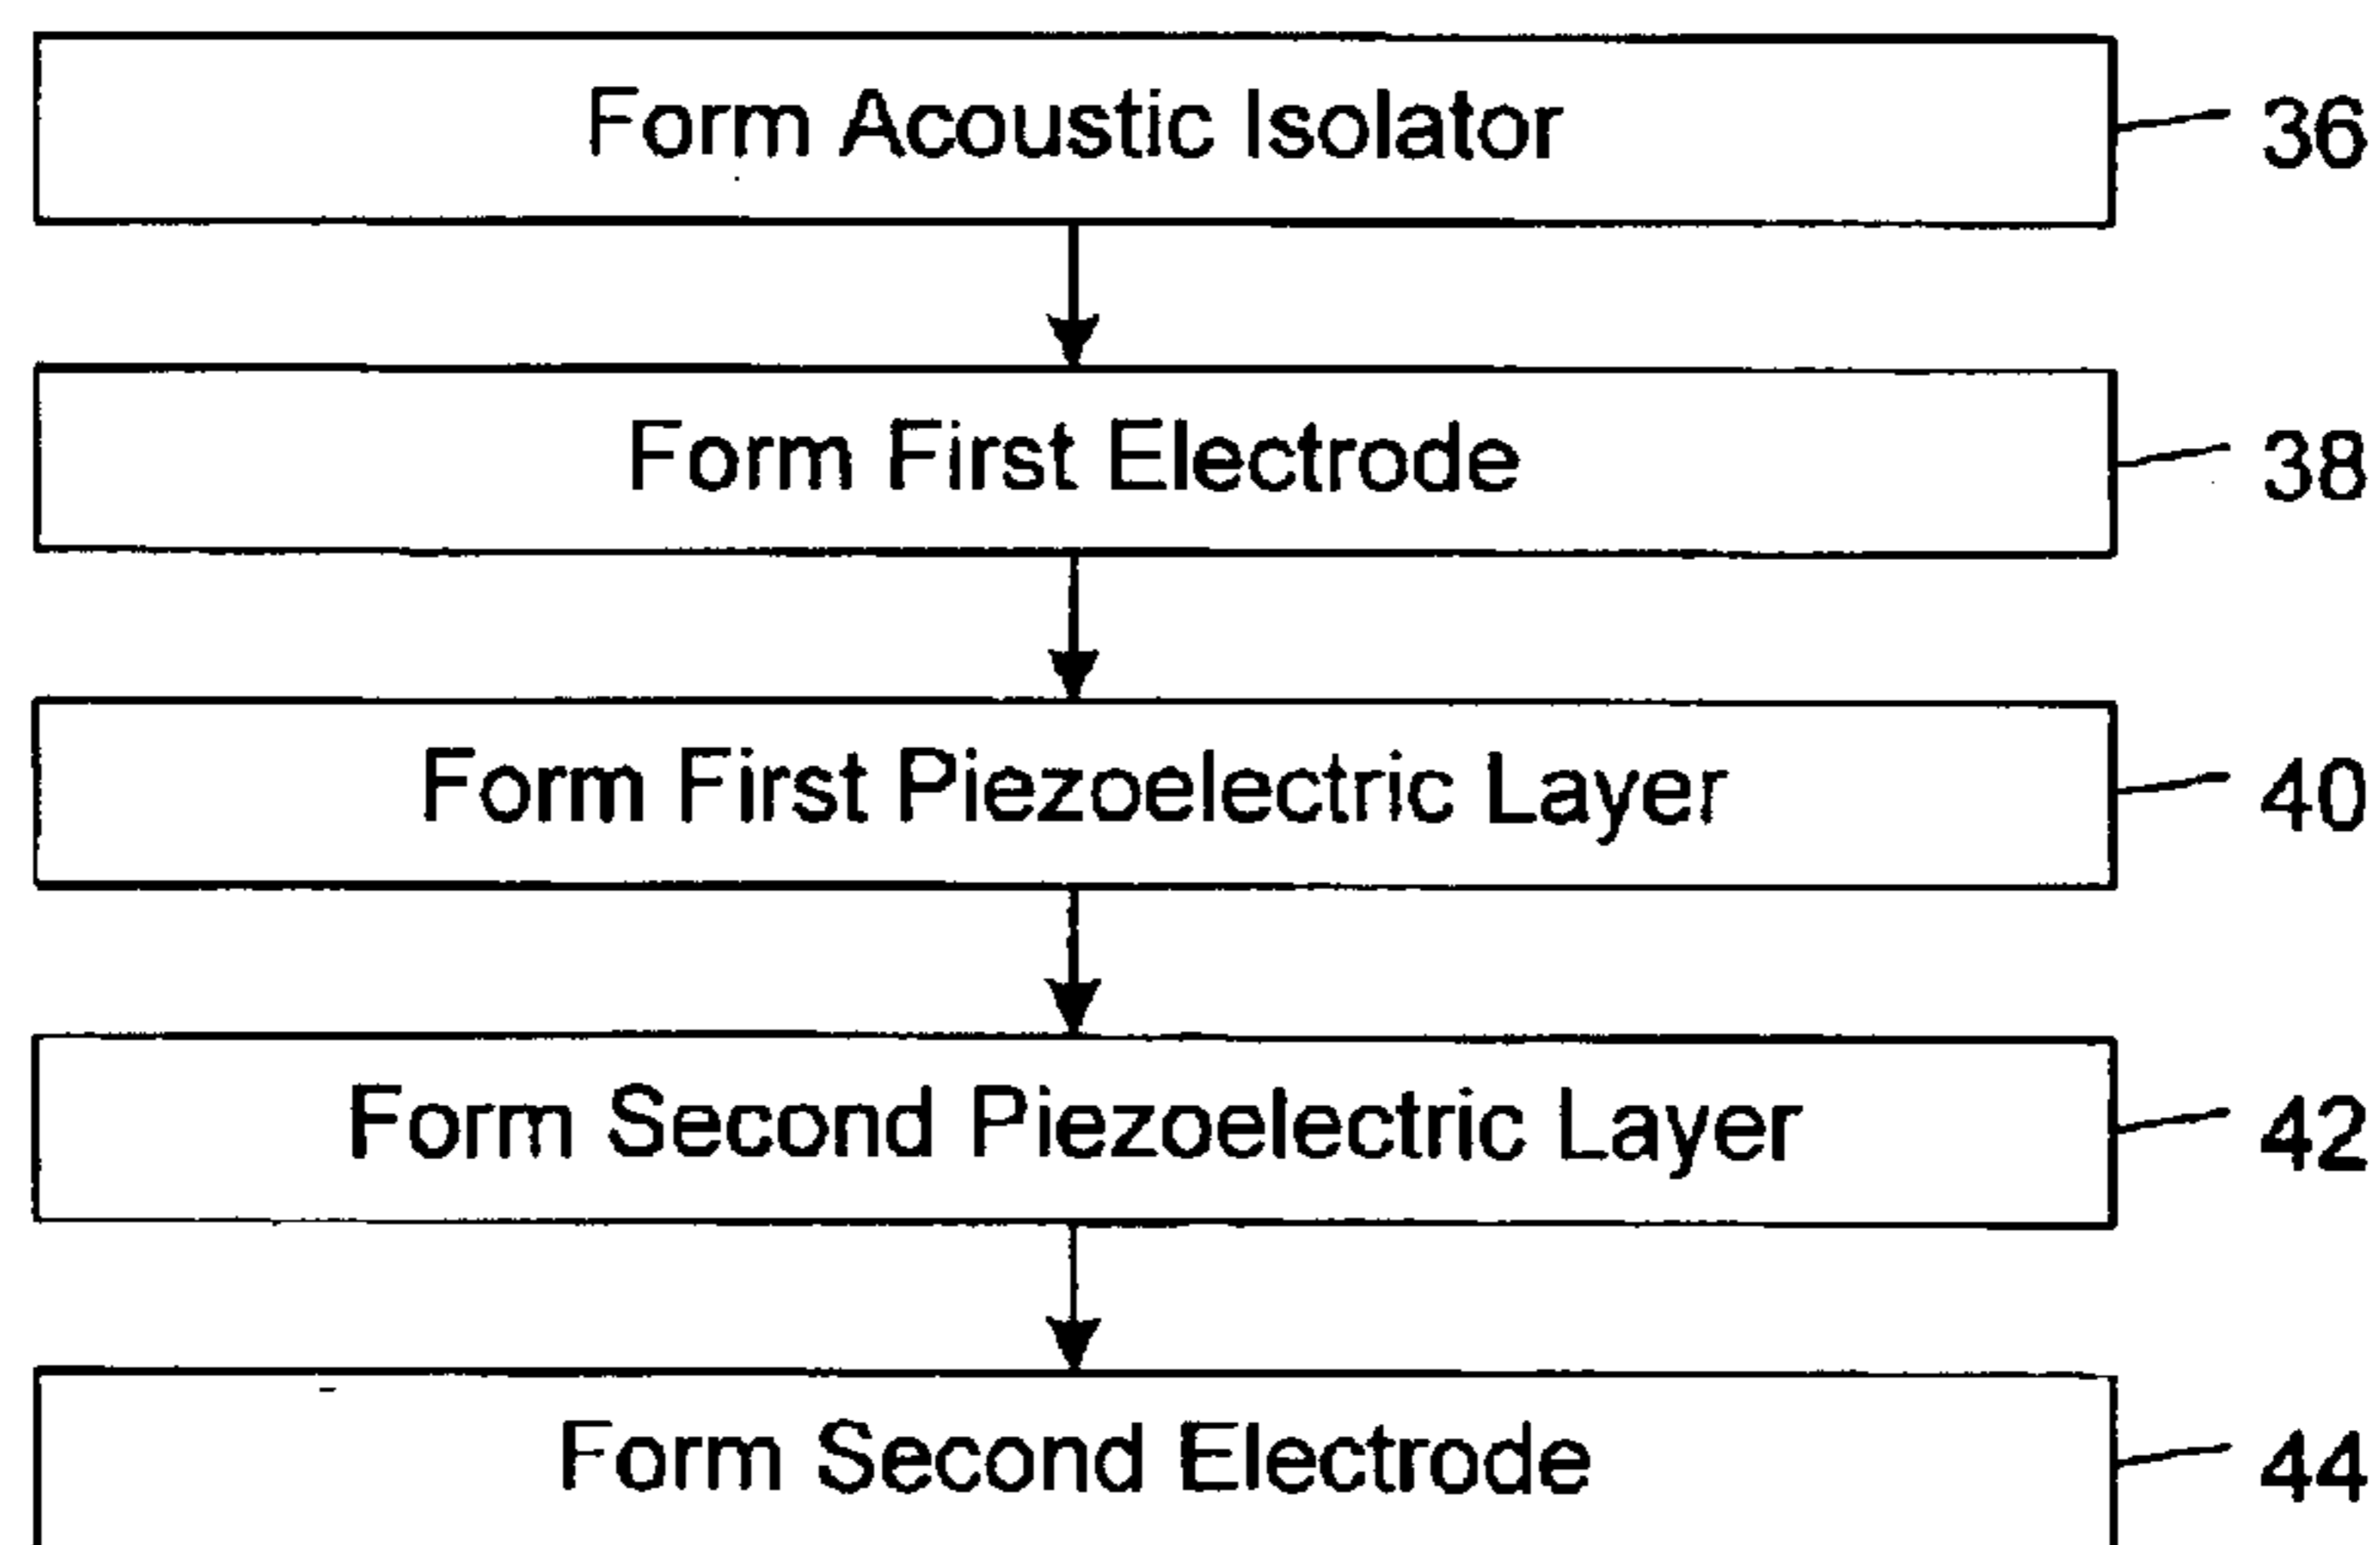 Form Acoustic Isolator 36
Form First Electrode 38
Form First Piezoelectric Layer 40
Form Second Piezoelectric Layer 42
Form Second Electrode 44